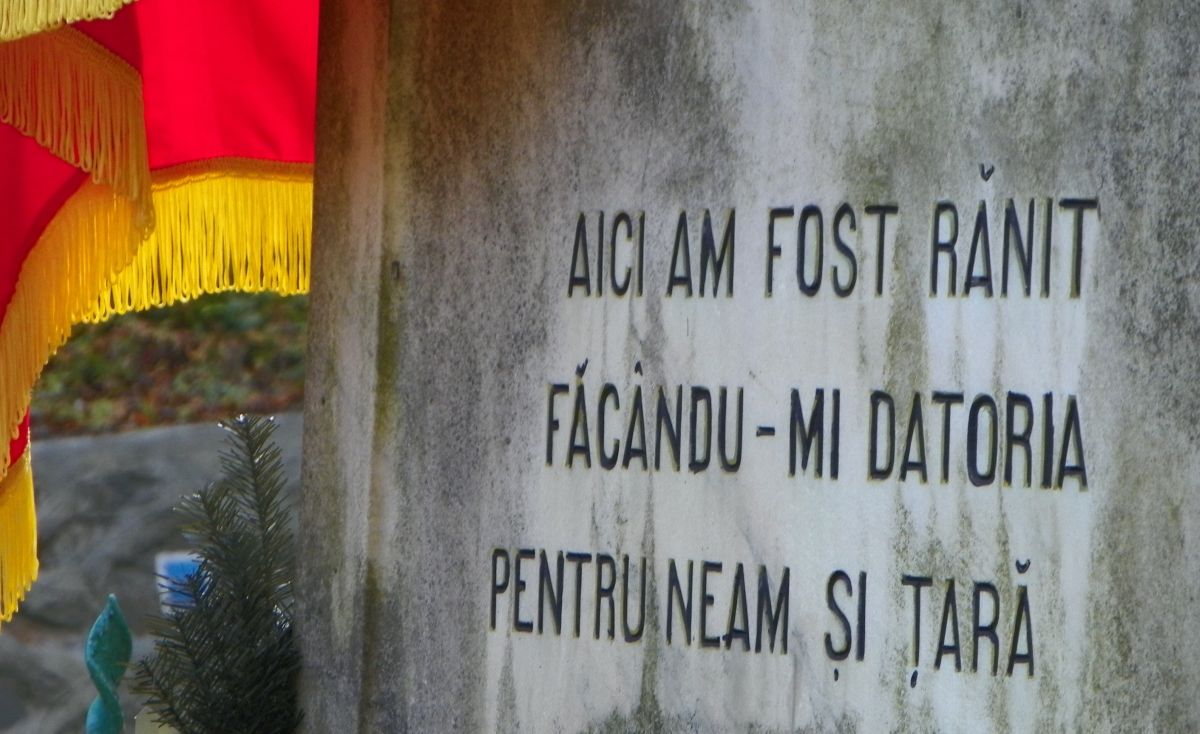 AICI AM FOST RĂNIT
FĂCÂNDU-MI DATORIA
PENTRU NEAM ȘI ȚARĂ